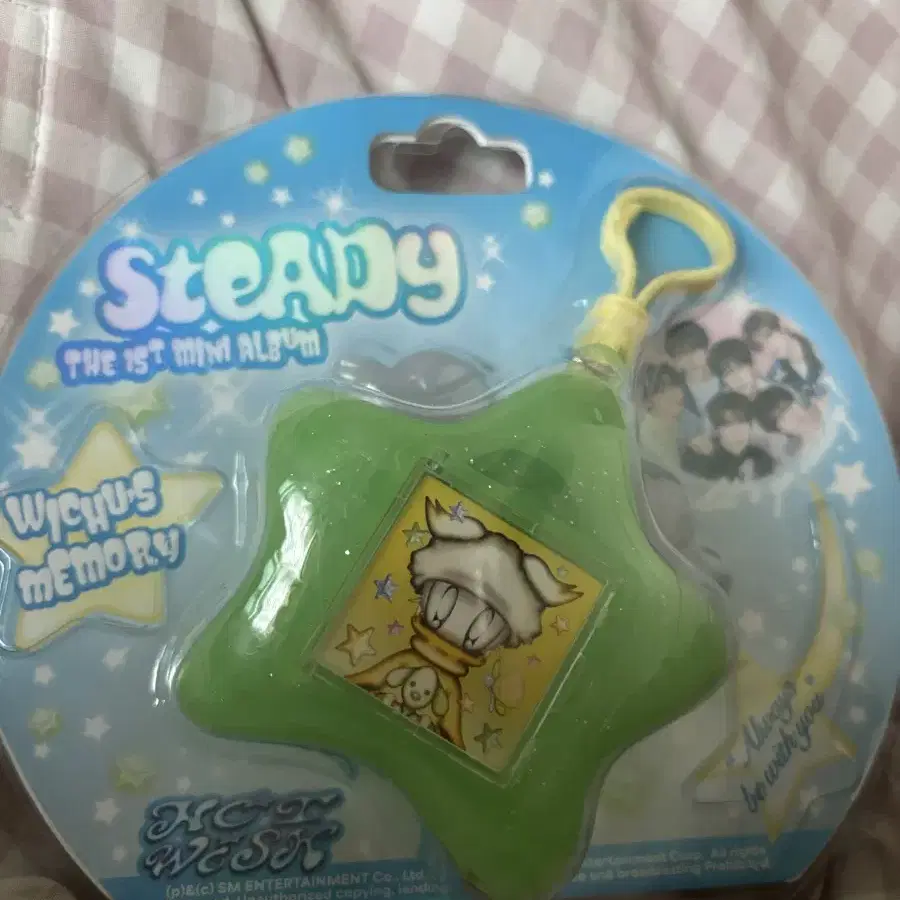 SteADy
THE 1ST MINI ALBUM
WICHU'S
MEMORY
"Always
be with you"
NCT
WISH
(p)&(c) SM ENTERTAINMENT Co., Ltd.
Entertainment Corp. All rights
Unauthorized copying, lending
and broadcasting Prohibited